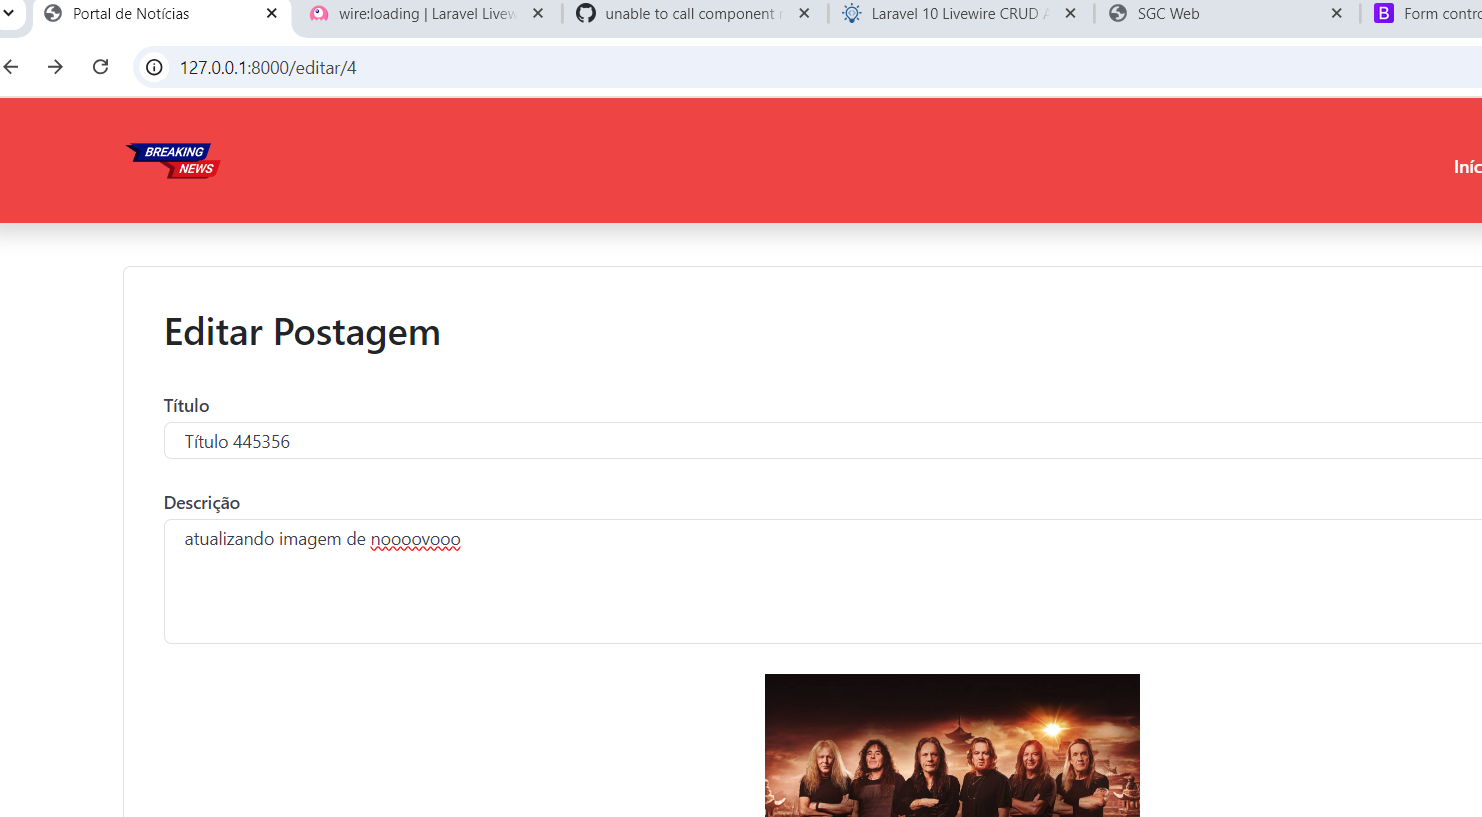 Portal de Notícias
wire:loading | Laravel Livew
unable to call component
Laravel 10 Livewire CRUD
SGC Web
B
Form contro
127.0.0.1:8000/editar/4
BREAKING
NEWS
Iníc
Editar Postagem
Título
Título 445356
Descrição
atualizando imagem de noooovooo